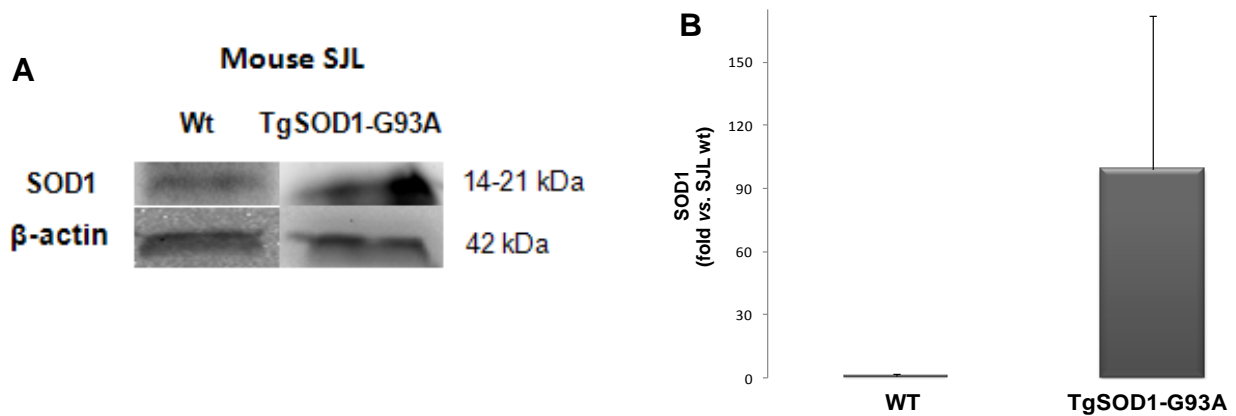 A
Mouse SJL
Wt TgSOD1-G93A
SOD1 14-21 kDa
β-actin 42 kDa
B
SOD1
(fold vs. SJL wt)
150
120
90
60
30
0
WT TgSOD1-G93A